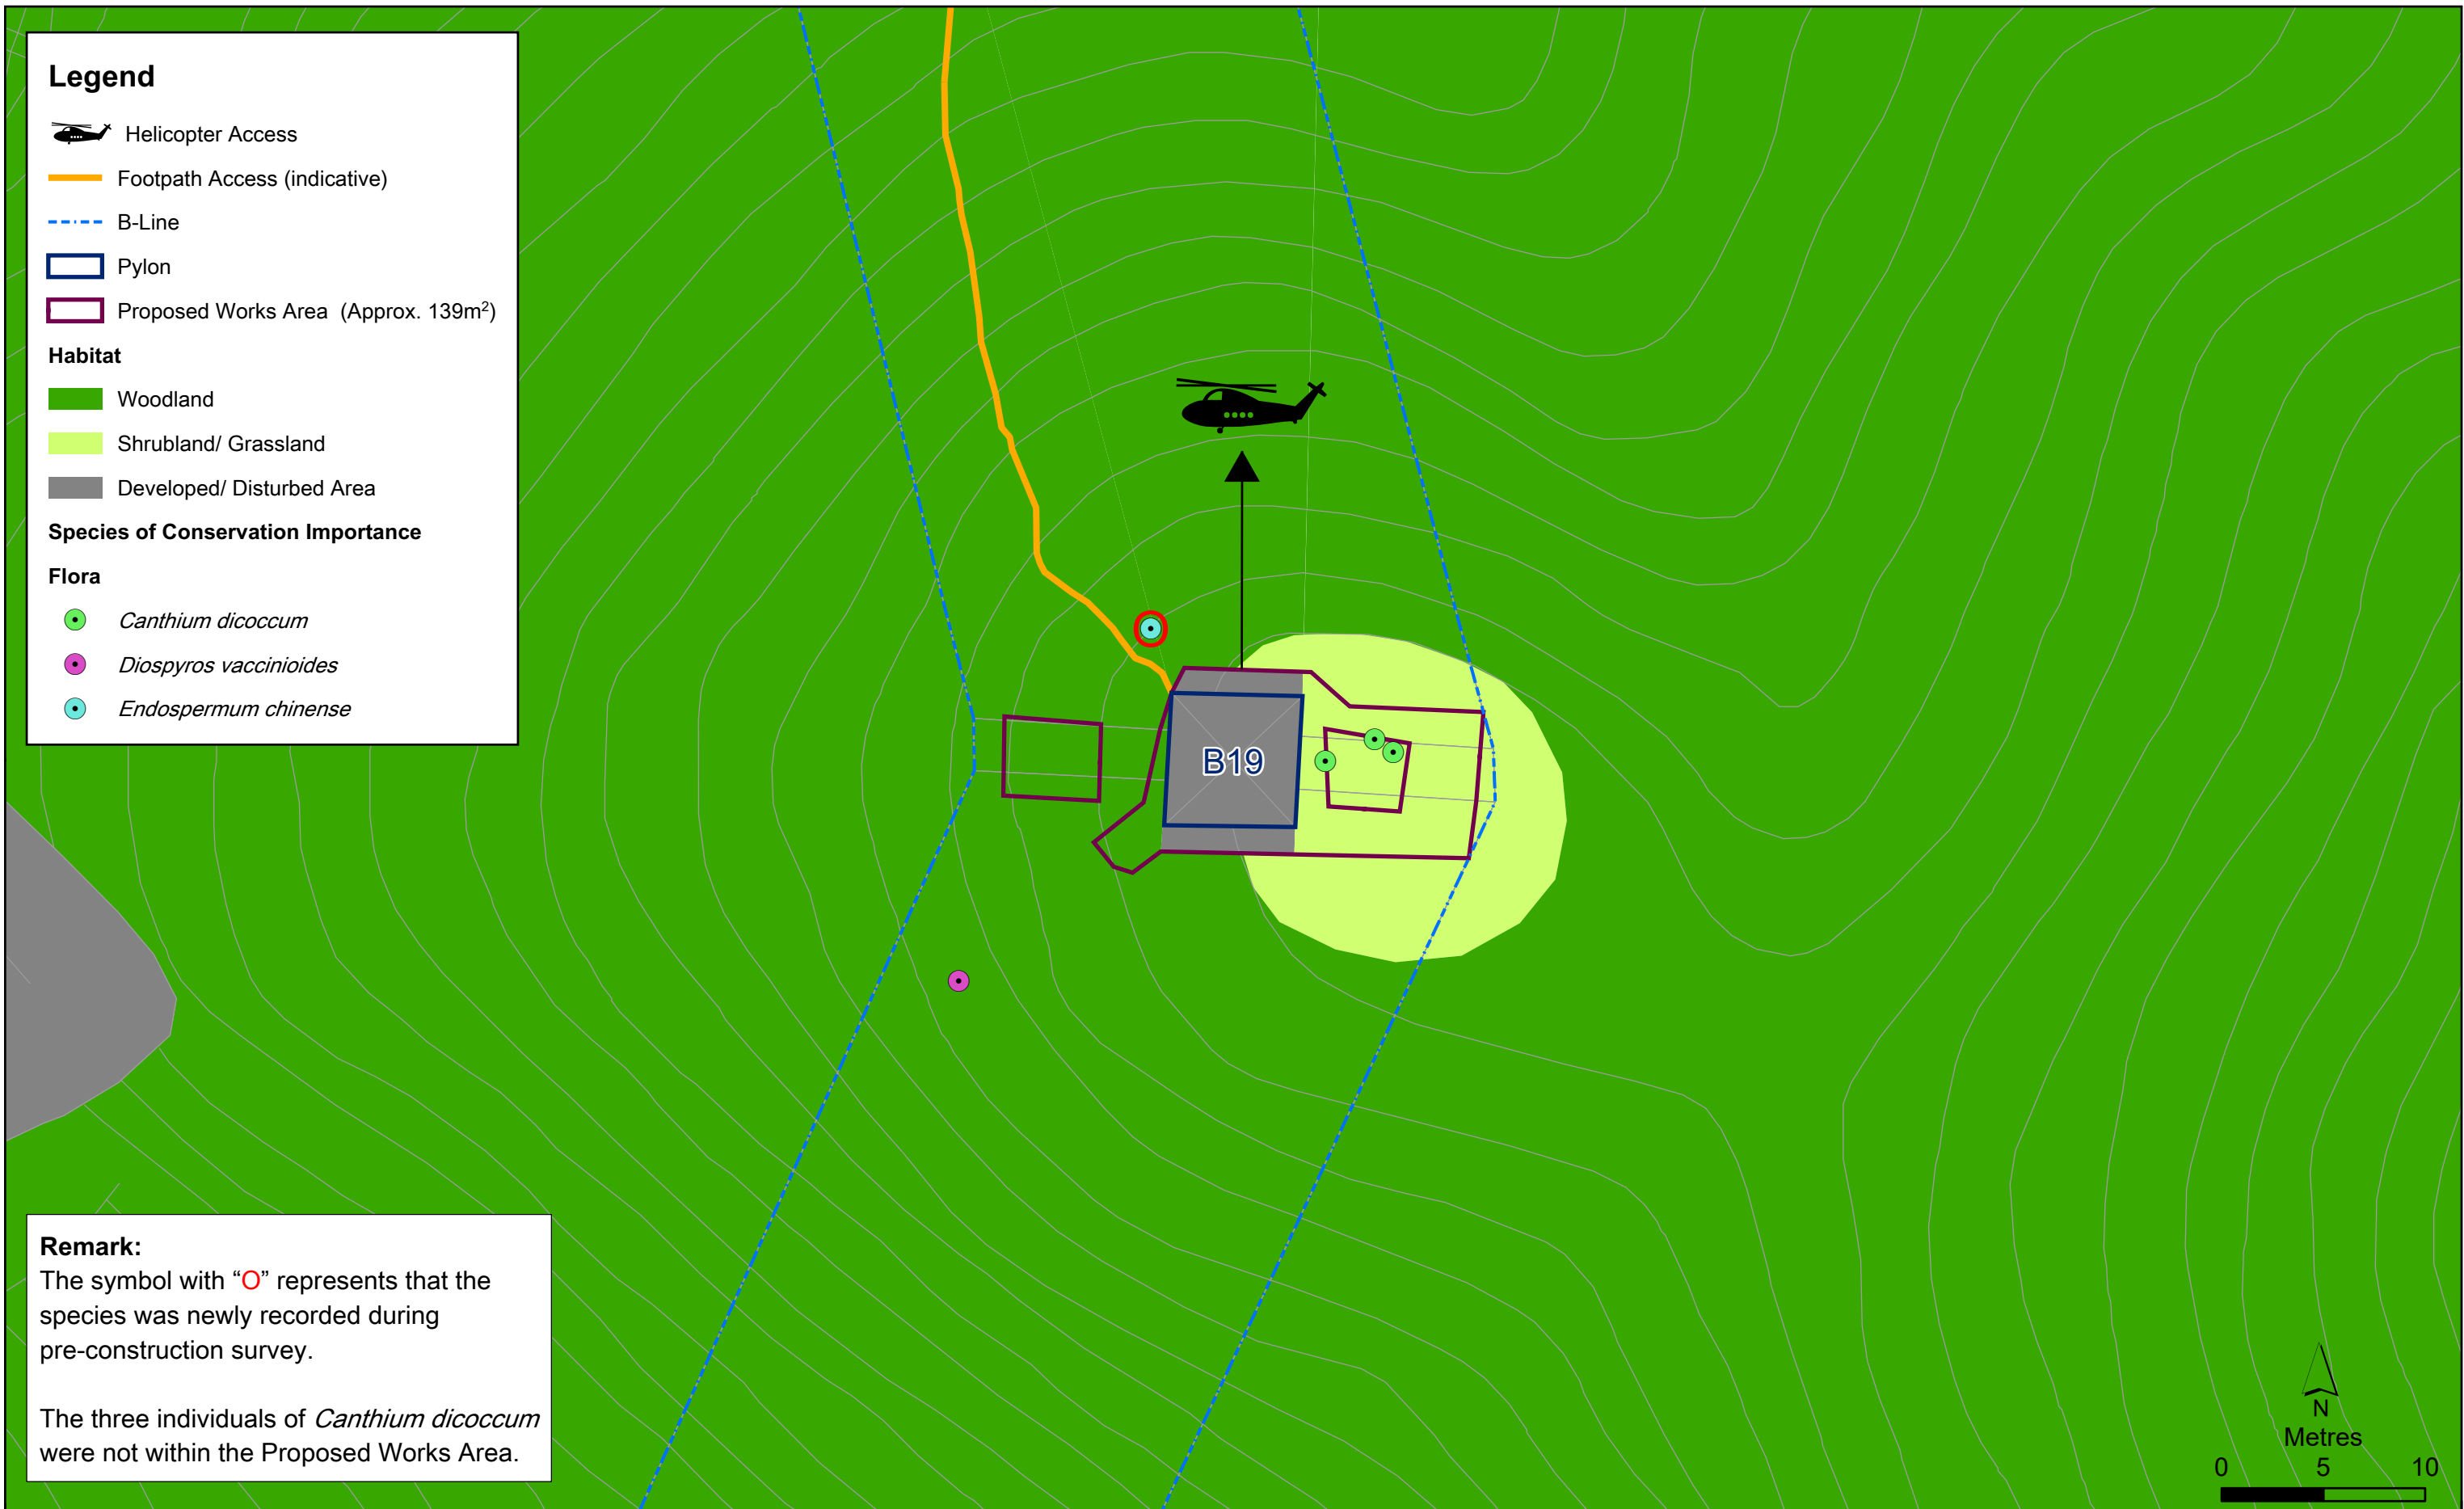 Legend
Helicopter Access
Footpath Access (indicative)
B-Line
Pylon
Proposed Works Area (Approx. 139m²)
Habitat
Woodland
Shrubland/ Grassland
Developed/ Disturbed Area
Species of Conservation Importance
Flora
Canthium dicoccum
Diospyros vaccinioides
Endospermum chinense
B19
Remark:
The symbol with “O” represents that the
species was newly recorded during
pre-construction survey.
The three individuals of Canthium dicoccum
were not within the Proposed Works Area.
N
Metres
0 5 10